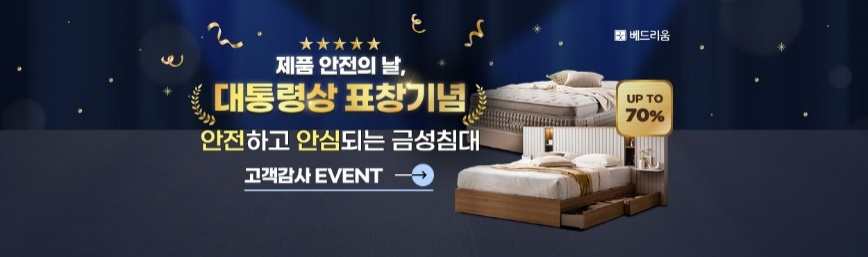 베드리움
제품 안전의 날,
대통령상 표창기념
안전하고 안심되는 금성침대
고객감사 EVENT
UP TO
70%